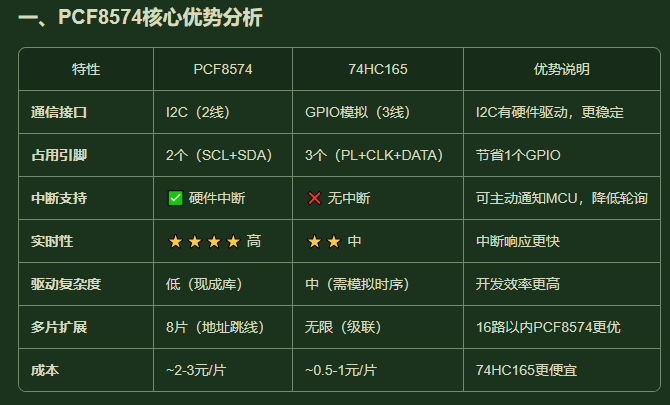 一、PCF8574核心优势分析
特性 PCF8574 74HC165 优势说明
通信接口 I2C（2线） GPIO模拟（3线） I2C有硬件驱动，更稳定
占用引脚 2个（SCL+SDA） 3个（PL+CLK+DATA） 节省1个GPIO
中断支持 ✅ 硬件中断 ❌ 无中断 可主动通知MCU，降低轮询
实时性 ⭐⭐⭐⭐ 高 ⭐⭐ 中 中断响应更快
驱动复杂度 低（现成库） 中（需模拟时序） 开发效率更高
多片扩展 8片（地址跳线） 无限（级联） 16路以内PCF8574更优
成本 ~2-3元/片 ~0.5-1元/片 74HC165更便宜